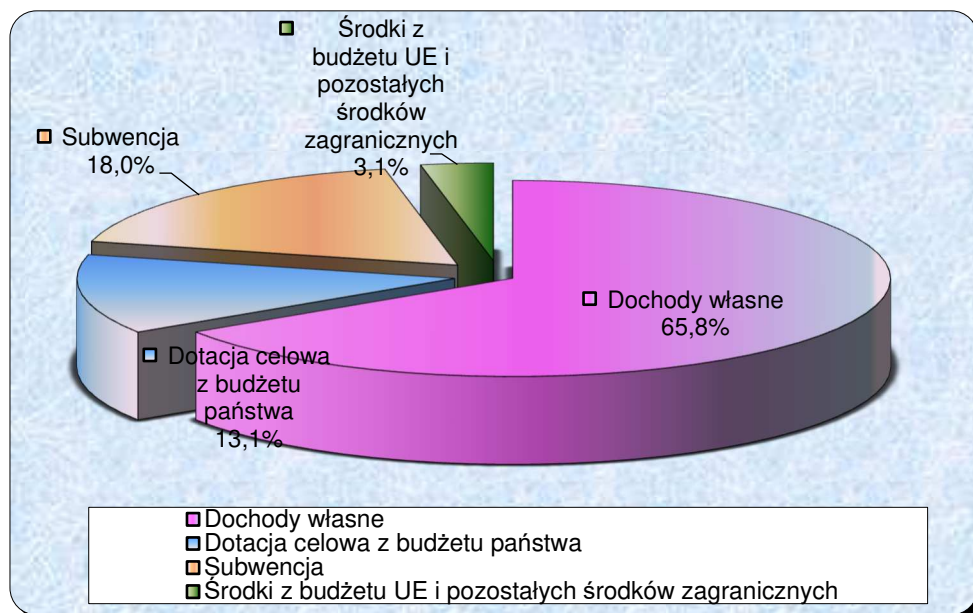 Środki z
budżetu UE i
pozostałych
środków
zagranicznych
3,1%
Subwencja
18,0%
Dochody własne
65,8%
Dotacja celowa
z budżetu
państwa
13,1%
Dochody własne
Dotacja celowa z budżetu państwa
Subwencja
Środki z budżetu UE i pozostałych środków zagranicznych